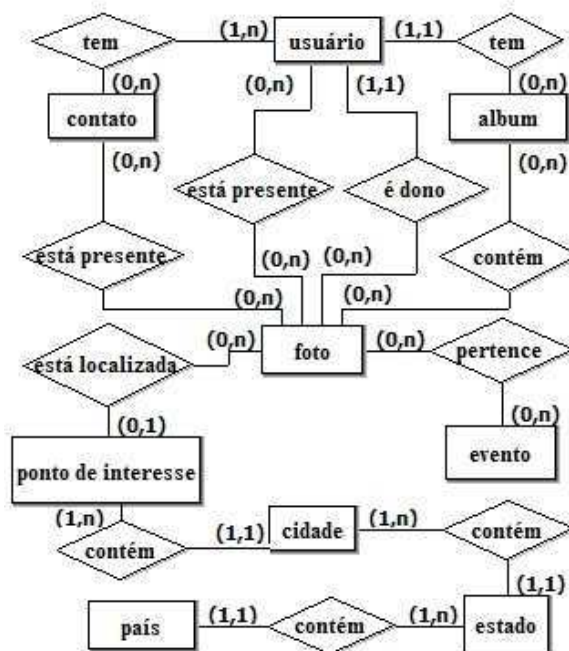 tem (1,n) usuário (1,1) tem
(0,n) (0,n) (1,1) (0,n)
contato album
(0,n) (0,n)
está presente é dono
está presente contém
(0,n) (0,n)
(0,n) (0,n) (0,n)
está localizada (0,n) foto (0,n) pertence
(0,1) (0,n)
ponto de interesse evento
(1,n) cidade (1,n) contém
contém (1,1)
(1,1)
país (1,1) contém (1,n) estado